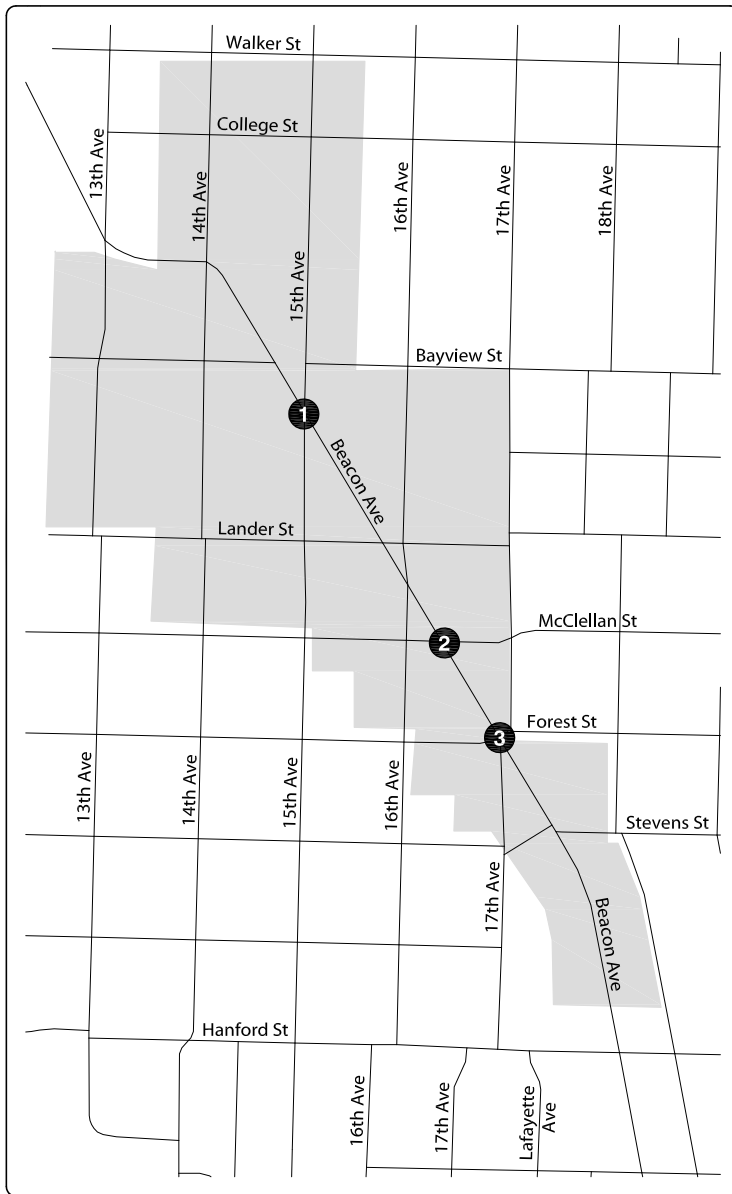 Walker St
College St
13th Ave
14th Ave
15th Ave
16th Ave
17th Ave
18th Ave
Bayview St
1
Beacon Ave
Lander St
McClellan St
2
Forest St
3
13th Ave
14th Ave
15th Ave
16th Ave
Stevens St
17th Ave
Beacon Ave
Hanford St
16th Ave
17th Ave
Lafayette
Ave